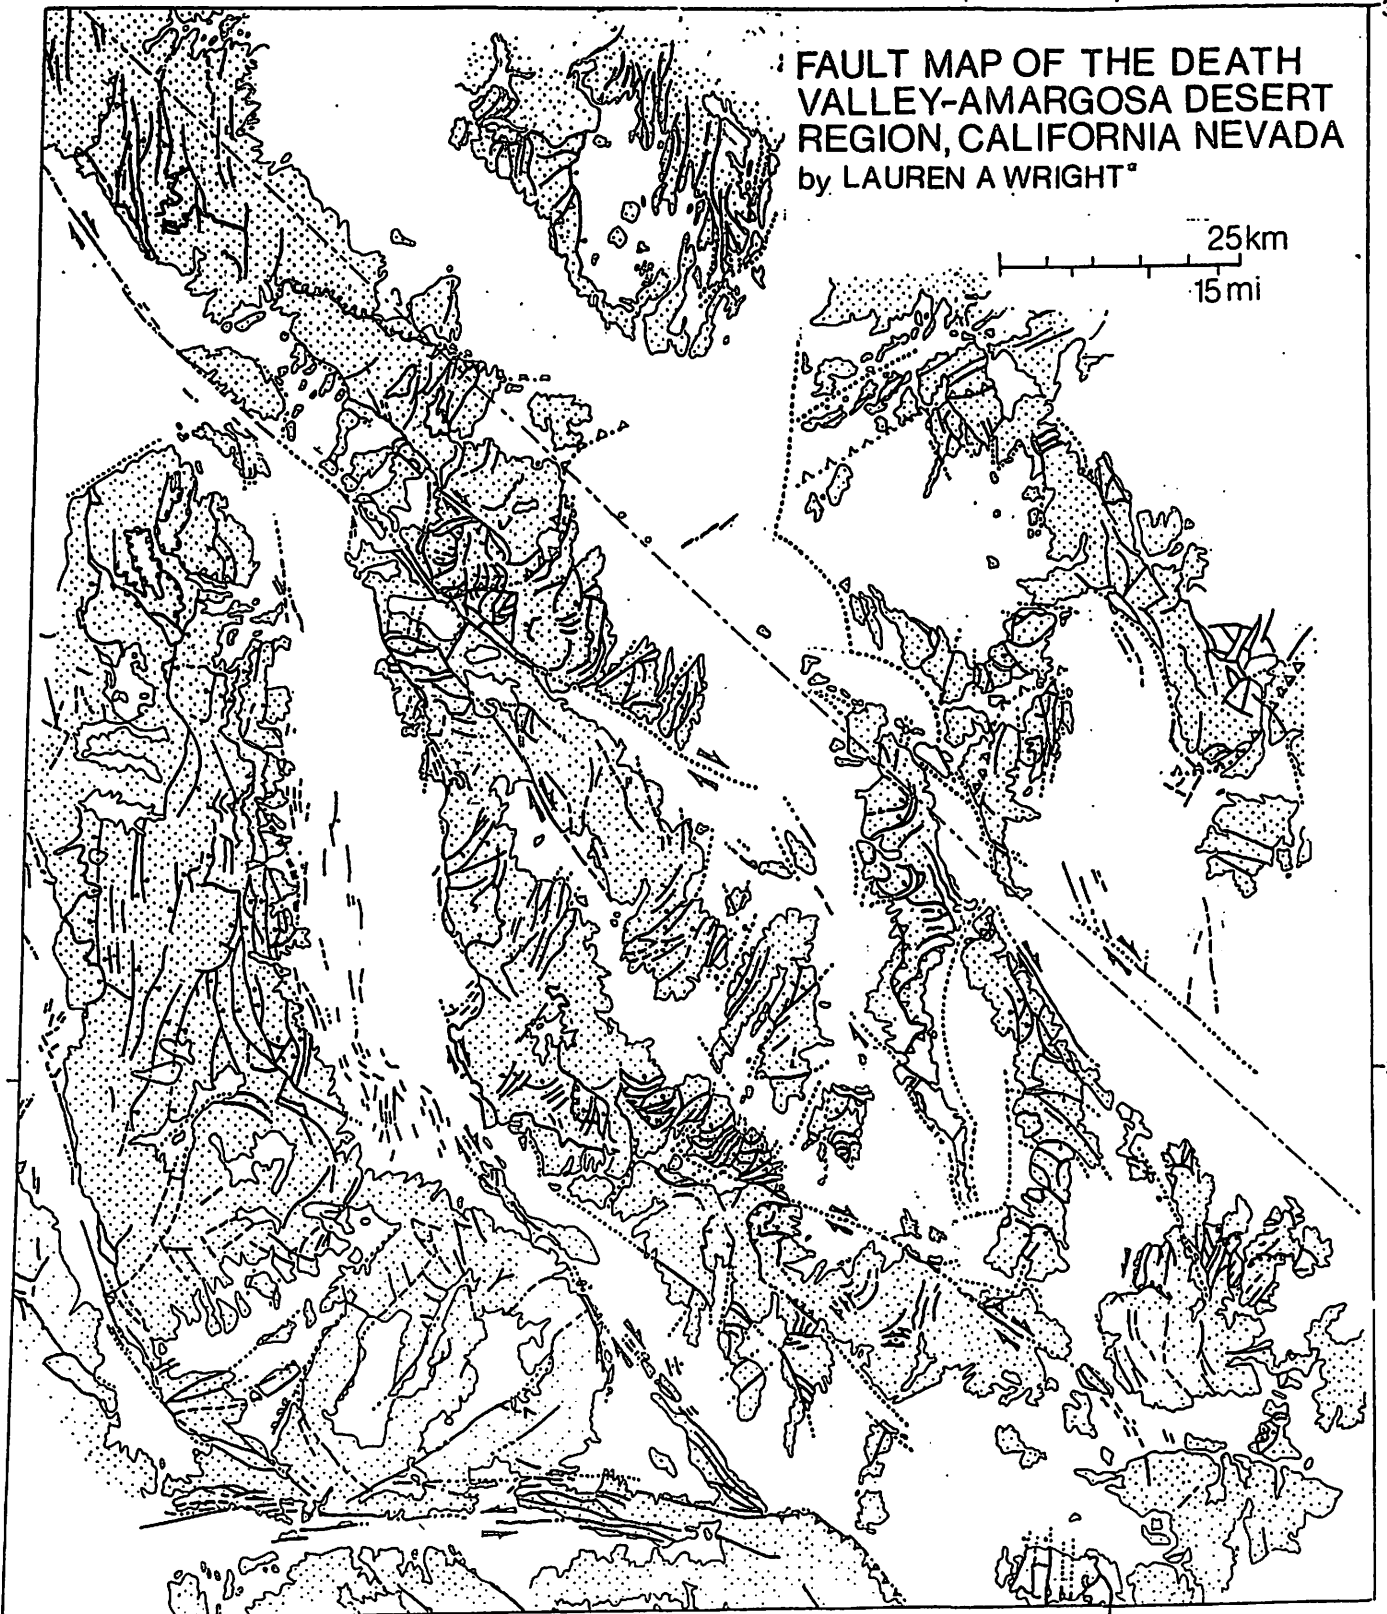 FAULT MAP OF THE DEATH
VALLEY-AMARGOSA DESERT
REGION, CALIFORNIA NEVADA
by LAUREN A WRIGHT
25km
15mi